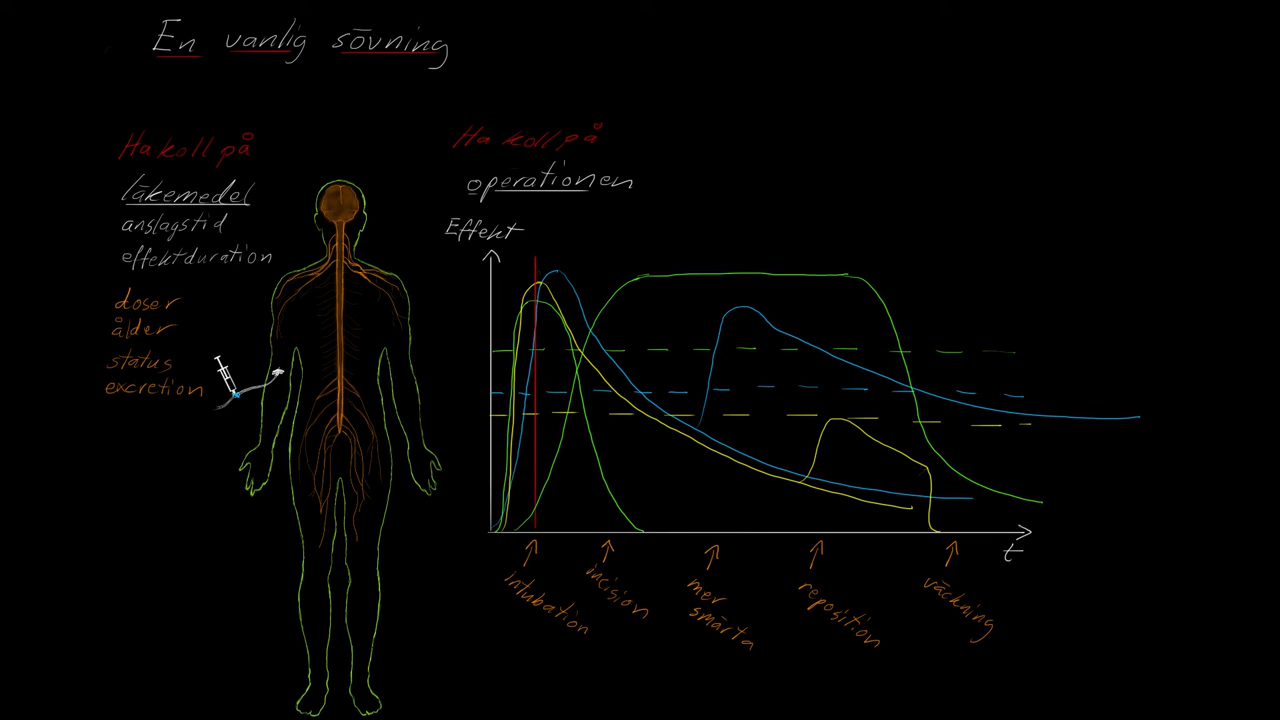 En vanlig sövning
Ha koll på
läkemedel
anslagstid
effektduration
doser
ålder
status
excretion
Ha koll på
operationen
Effekt
t
intubation
incision
mer
smärta
reposition
väckning